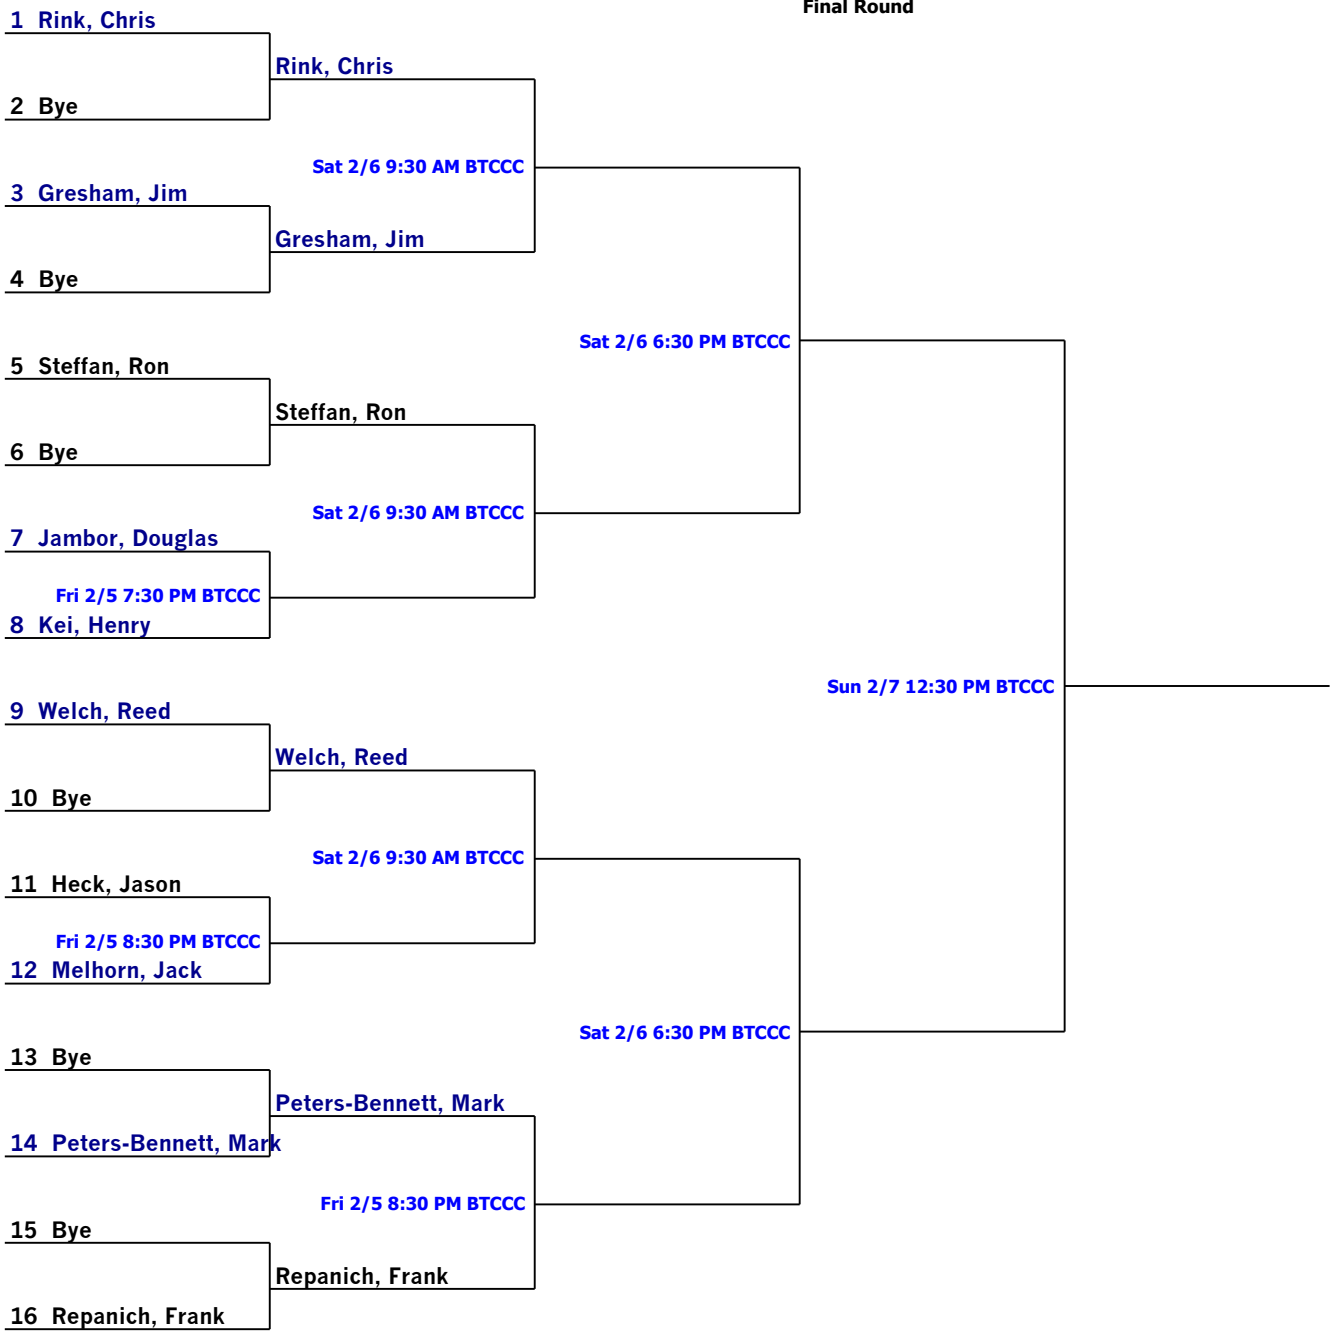 Final Round
1 Rink, Chris
Rink, Chris
2 Bye
Sat 2/6 9:30 AM BTCCC
3 Gresham, Jim
Gresham, Jim
4 Bye
Sat 2/6 6:30 PM BTCCC
5 Steffan, Ron
Steffan, Ron
6 Bye
Sat 2/6 9:30 AM BTCCC
7 Jambor, Douglas
Fri 2/5 7:30 PM BTCCC
8 Kei, Henry
Sun 2/7 12:30 PM BTCCC
9 Welch, Reed
Welch, Reed
10 Bye
Sat 2/6 9:30 AM BTCCC
11 Heck, Jason
Fri 2/5 8:30 PM BTCCC
12 Melhorn, Jack
Sat 2/6 6:30 PM BTCCC
13 Bye
Peters-Bennett, Mark
14 Peters-Bennett, Mark
Fri 2/5 8:30 PM BTCCC
15 Bye
Repanich, Frank
16 Repanich, Frank